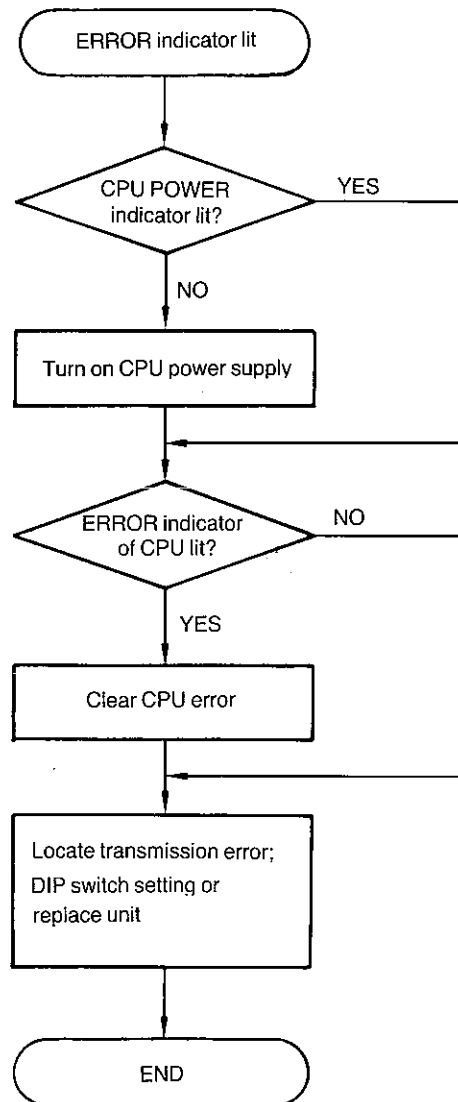 ERROR indicator lit
CPU POWER
indicator lit?
YES
NO
Turn on CPU power supply
ERROR indicator
of CPU lit?
NO
YES
Clear CPU error
Locate transmission error;
DIP switch setting or
replace unit
END